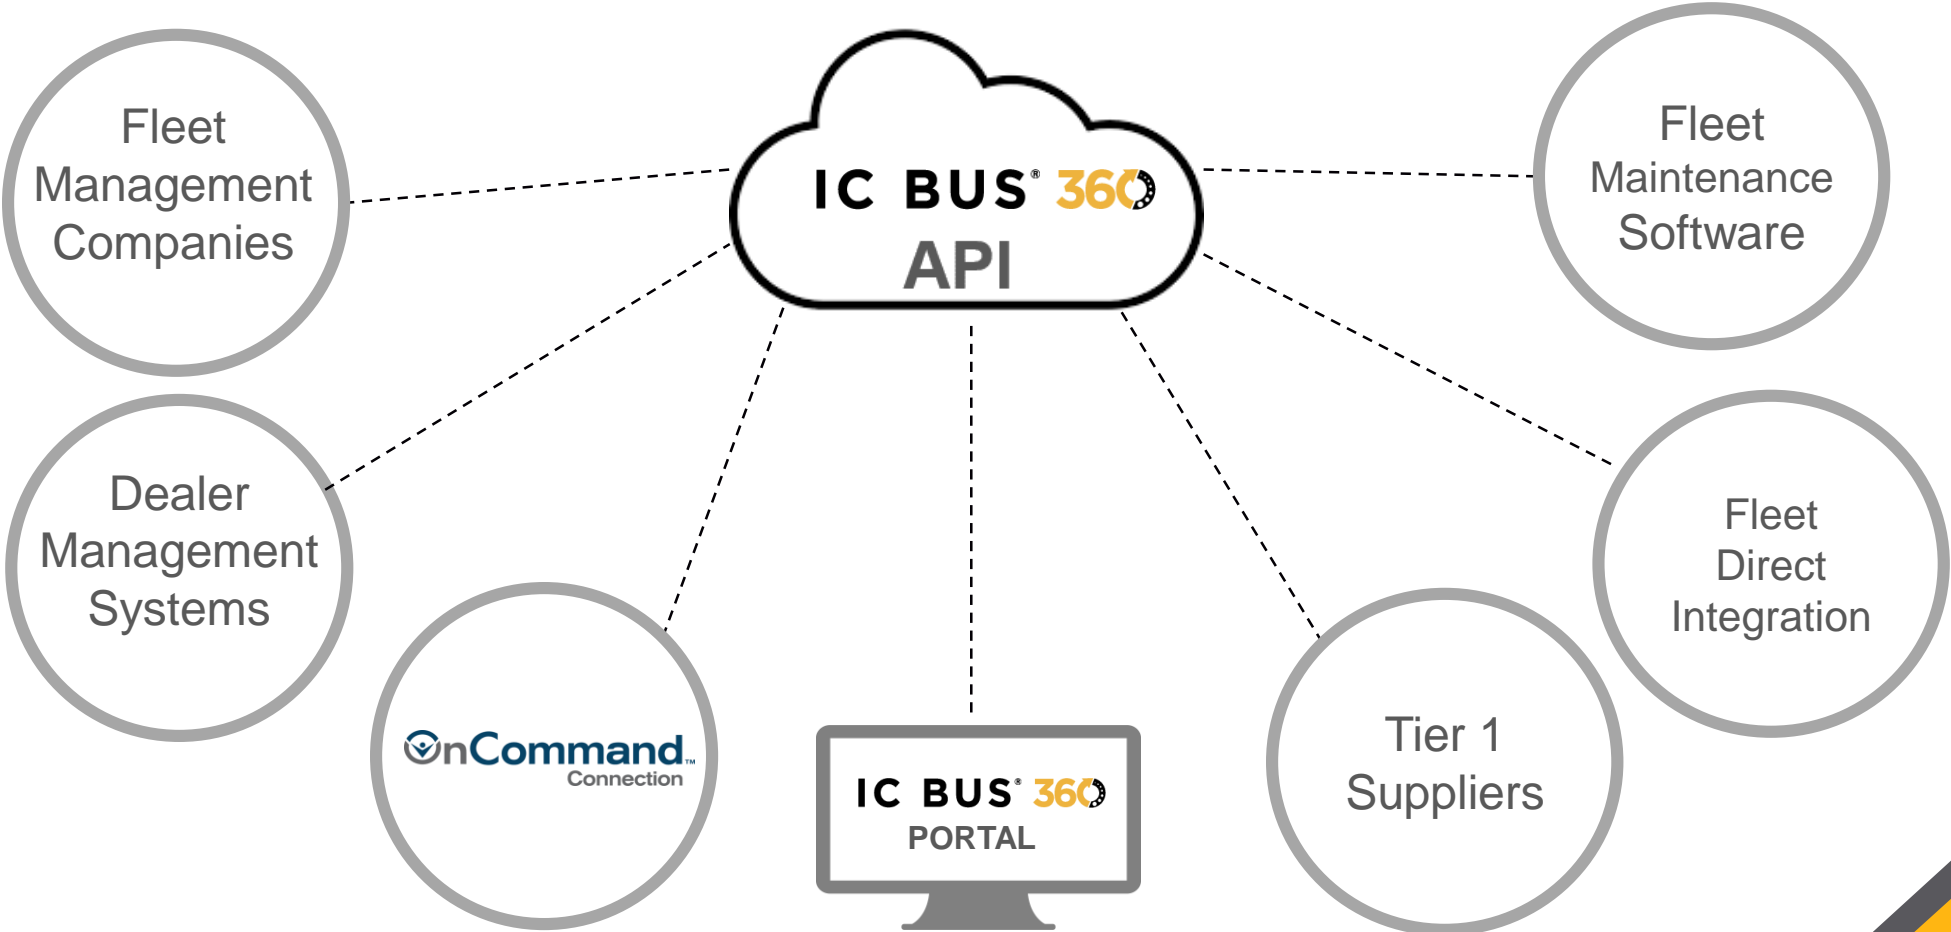 Fleet
Management
Companies
IC BUS® 360
API
Fleet
Maintenance
Software
Dealer
Management
Systems
OnCommand™
Connection
IC BUS® 360
PORTAL
Tier 1
Suppliers
Fleet
Direct
Integration